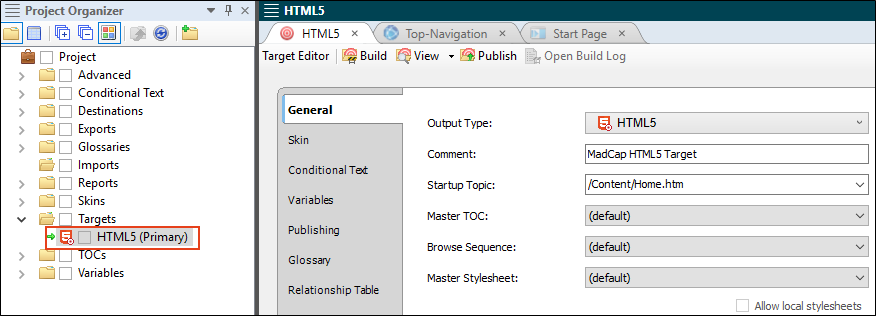 Project Organizer
Project
Advanced
Conditional Text
Destinations
Exports
Glossaries
Imports
Reports
Skins
Targets
HTML5 (Primary)
TOCs
Variables
HTML5
HTML5 Top-Navigation Start Page
Target Editor Build View Publish Open Build Log
General
Skin
Conditional Text
Variables
Publishing
Glossary
Relationship Table
Output Type: HTML5
Comment: MadCap HTML5 Target
Startup Topic: /Content/Home.htm
Master TOC: (default)
Browse Sequence: (default)
Master Stylesheet: (default)
Allow local stylesheets